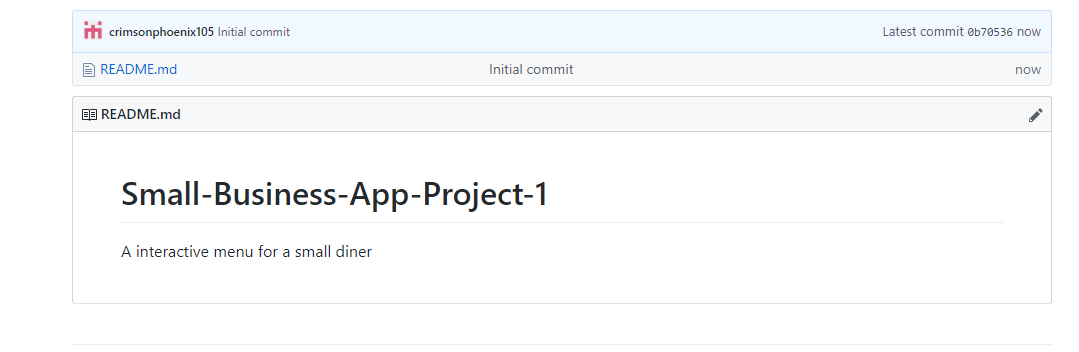 crimsonphoenix105 Initial commit Latest commit 0b70536 now
README.md Initial commit now
README.md
Small-Business-App-Project-1
A interactive menu for a small diner